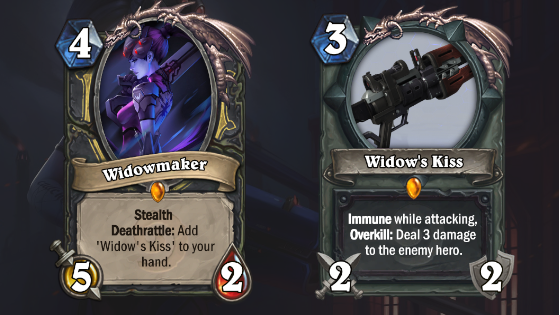 4
Widowmaker
Stealth
Deathrattle: Add
'Widow's Kiss' to your
hand.
5
2
3
Widow's Kiss
Immune while attacking,
Overkill: Deal 3 damage
to the enemy hero.
2
2